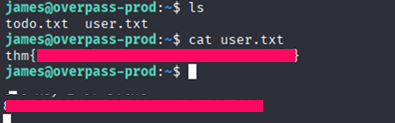 james@overpass-prod:~$ ls
todo.txt user.txt
james@overpass-prod:~$ cat user.txt
thm{ }
james@overpass-prod:~$